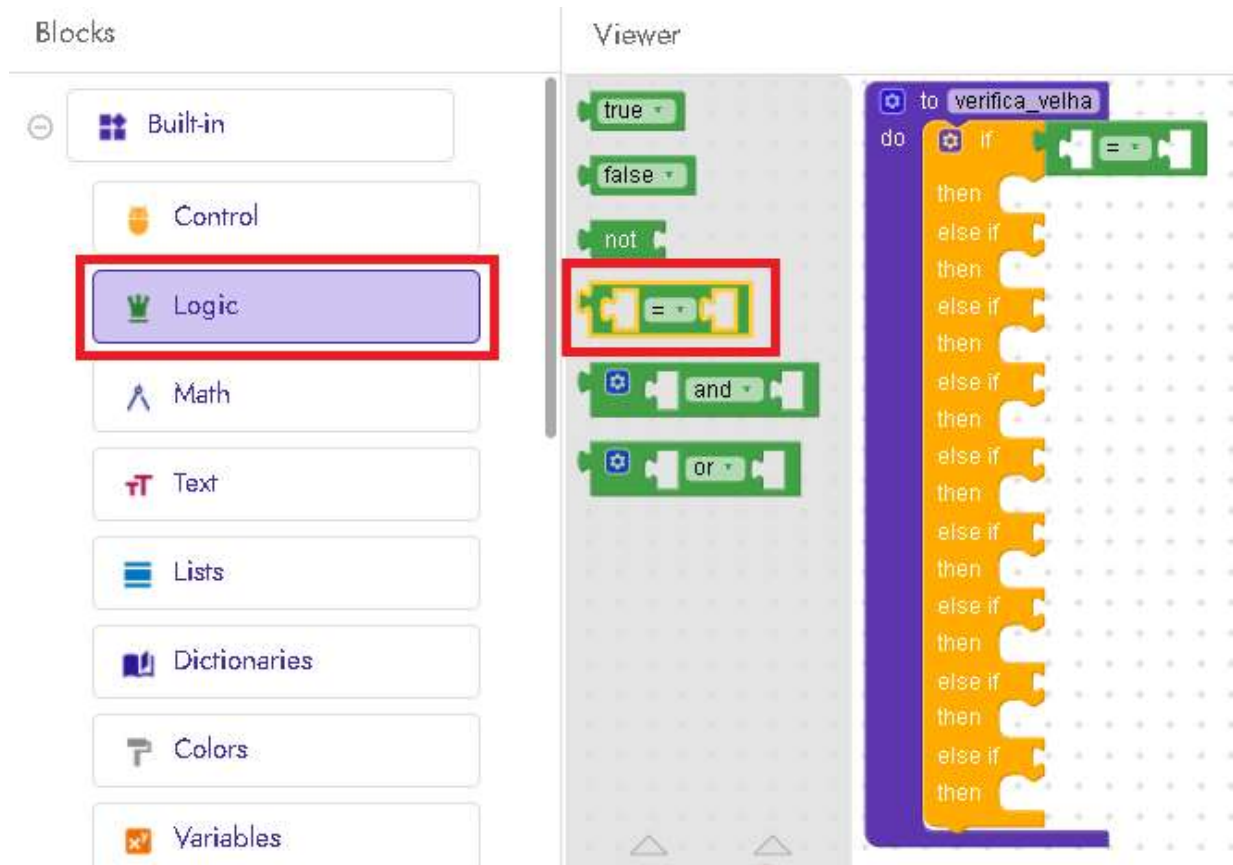 Blocks
Built-in
Control
Logic
Math
Text
Lists
Dictionaries
Colors
Variables
Viewer
true
false
not
=
and
or
to verifica_velha
do if =
then
else if
then
else if
then
else if
then
else if
then
else if
then
else if
then
else if
then
else if
then